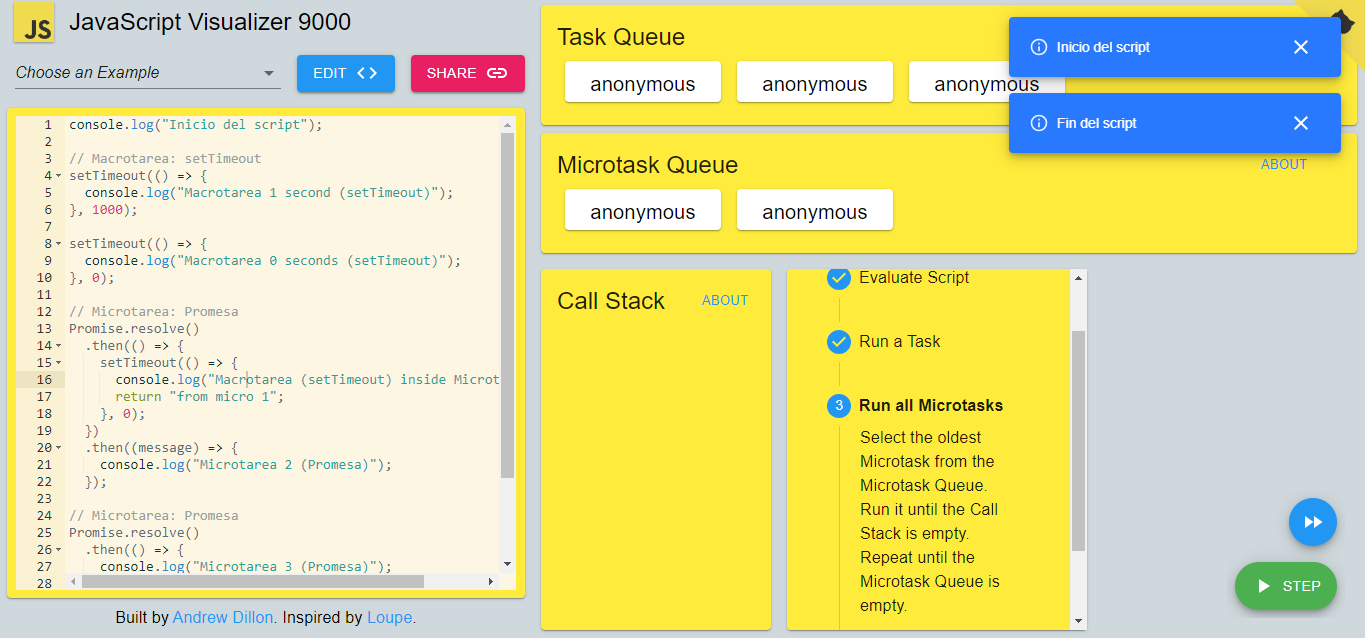 JS JavaScript Visualizer 9000
Choose an Example
EDIT
SHARE
1 console.log("Inicio del script");
2
3 // Macrotarea: setTimeout
4 setTimeout(() => {
5 console.log("Macrotarea 1 second (setTimeout)");
6 }, 1000);
7
8 setTimeout(() => {
9 console.log("Macrotarea 0 seconds (setTimeout)");
10 }, 0);
11
12 // Microtarea: Promesa
13 Promise.resolve()
14 .then(() => {
15 setTimeout(() => {
16 console.log("Macrotarea (setTimeout) inside Microt
17 return "from micro 1";
18 }, 0);
19 })
20 .then((message) => {
21 console.log("Microtarea 2 (Promesa)");
22 });
23
24 // Microtarea: Promesa
25 Promise.resolve()
26 .then(() => {
27 console.log("Microtarea 3 (Promesa)");
28
Built by Andrew Dillon. Inspired by Loupe.
Task Queue
anonymous anonymous anonymous
Inicio del script
Fin del script
Microtask Queue
ABOUT
anonymous anonymous
Call Stack
ABOUT
Evaluate Script
Run a Task
3 Run all Microtasks
Select the oldest
Microtask from the
Microtask Queue.
Run it until the Call
Stack is empty.
Repeat until the
Microtask Queue is
empty.
STEP